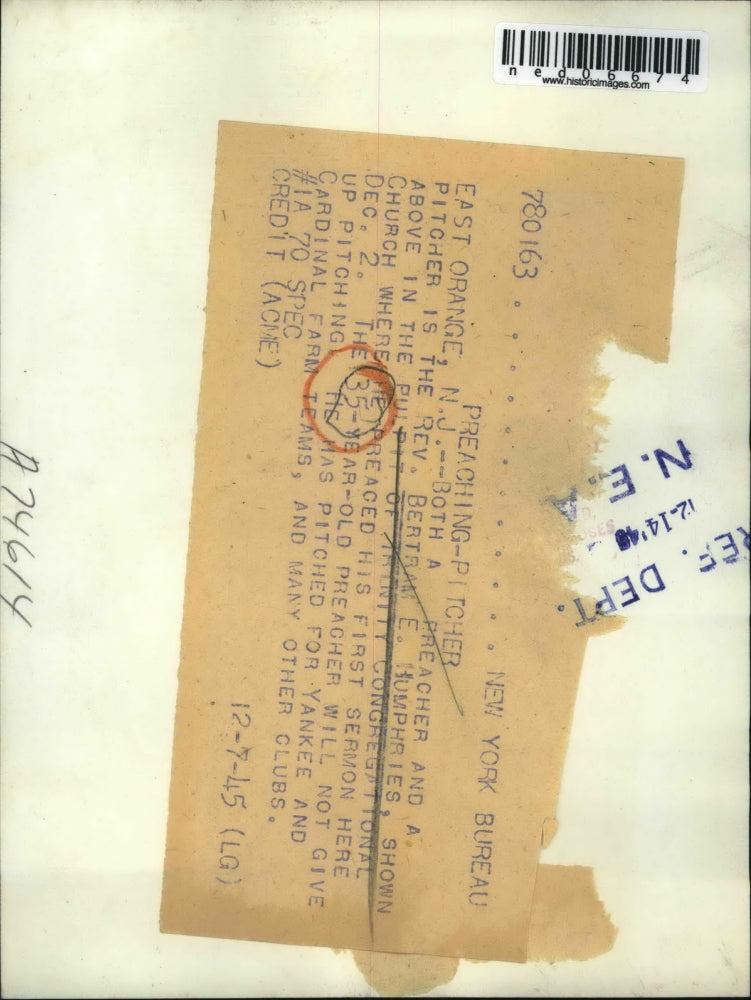 ned06674
www.historicimages.com
780163 . . . . . . . . . . . . NEW YORK BUREAU
PREACHING-PITCHER
EAST ORANGE, N.J.--BOTH A PREACHER AND A
PITCHER IS THE REV. BERTRAM E. HUMPHRIES, SHOWN
ABOVE IN THE PULPIT OF TRINITY CONGREGATIONAL
CHURCH WHERE HE PREACED HIS FIRST SERMON HERE
DEC. 2. THE 35-YEAR-OLD PREACHER WILL NOT GIVE
UP PITCHING. HE HAS PITCHED FOR YANKEE AND
CARDINAL FARM TEAMS, AND MANY OTHER CLUBS.
#1A 70 SPEC
CREDIT (ACME) 12-7-45 (LG)
N.E.A
12-14'45
REF. DEPT.
A74614